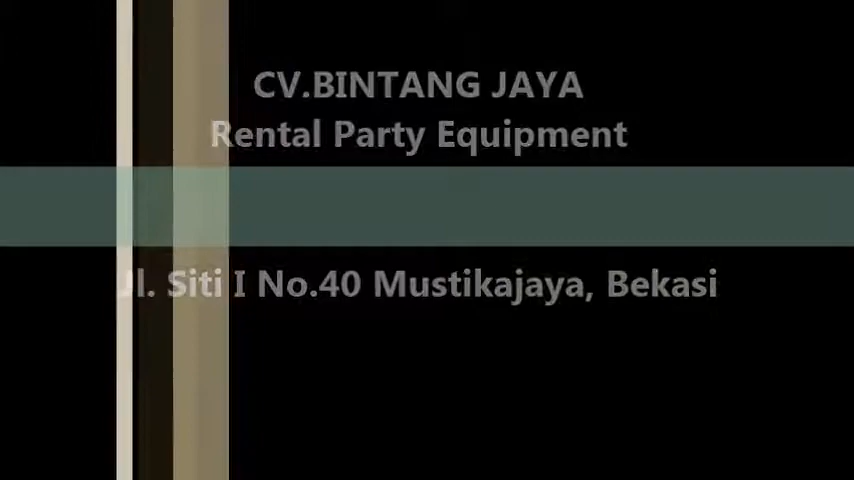 CV.BINTANG JAYA
Rental Party Equipment
Jl. Siti I No.40 Mustikajaya, Bekasi